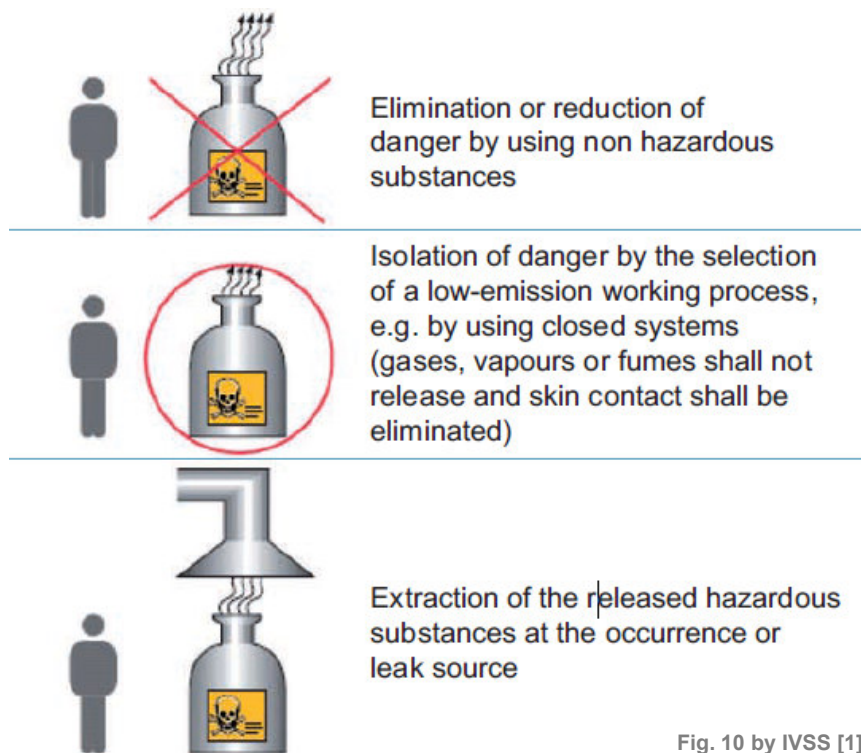 Elimination or reduction of
danger by using non hazardous
substances
Isolation of danger by the selection
of a low-emission working process,
e.g. by using closed systems
(gases, vapours or fumes shall not
release and skin contact shall be
eliminated)
Extraction of the released hazardous
substances at the occurrence or
leak source
Fig. 10 by IVSS [1]